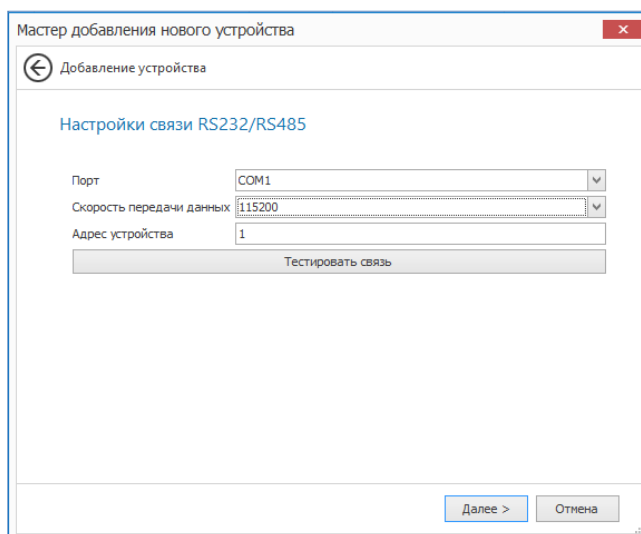 Мастер добавления нового устройства
Добавление устройства
Настройки связи RS232/RS485
Порт COM1
Скорость передачи данных 115200
Адрес устройства 1
Тестировать связь
Далее > Отмена